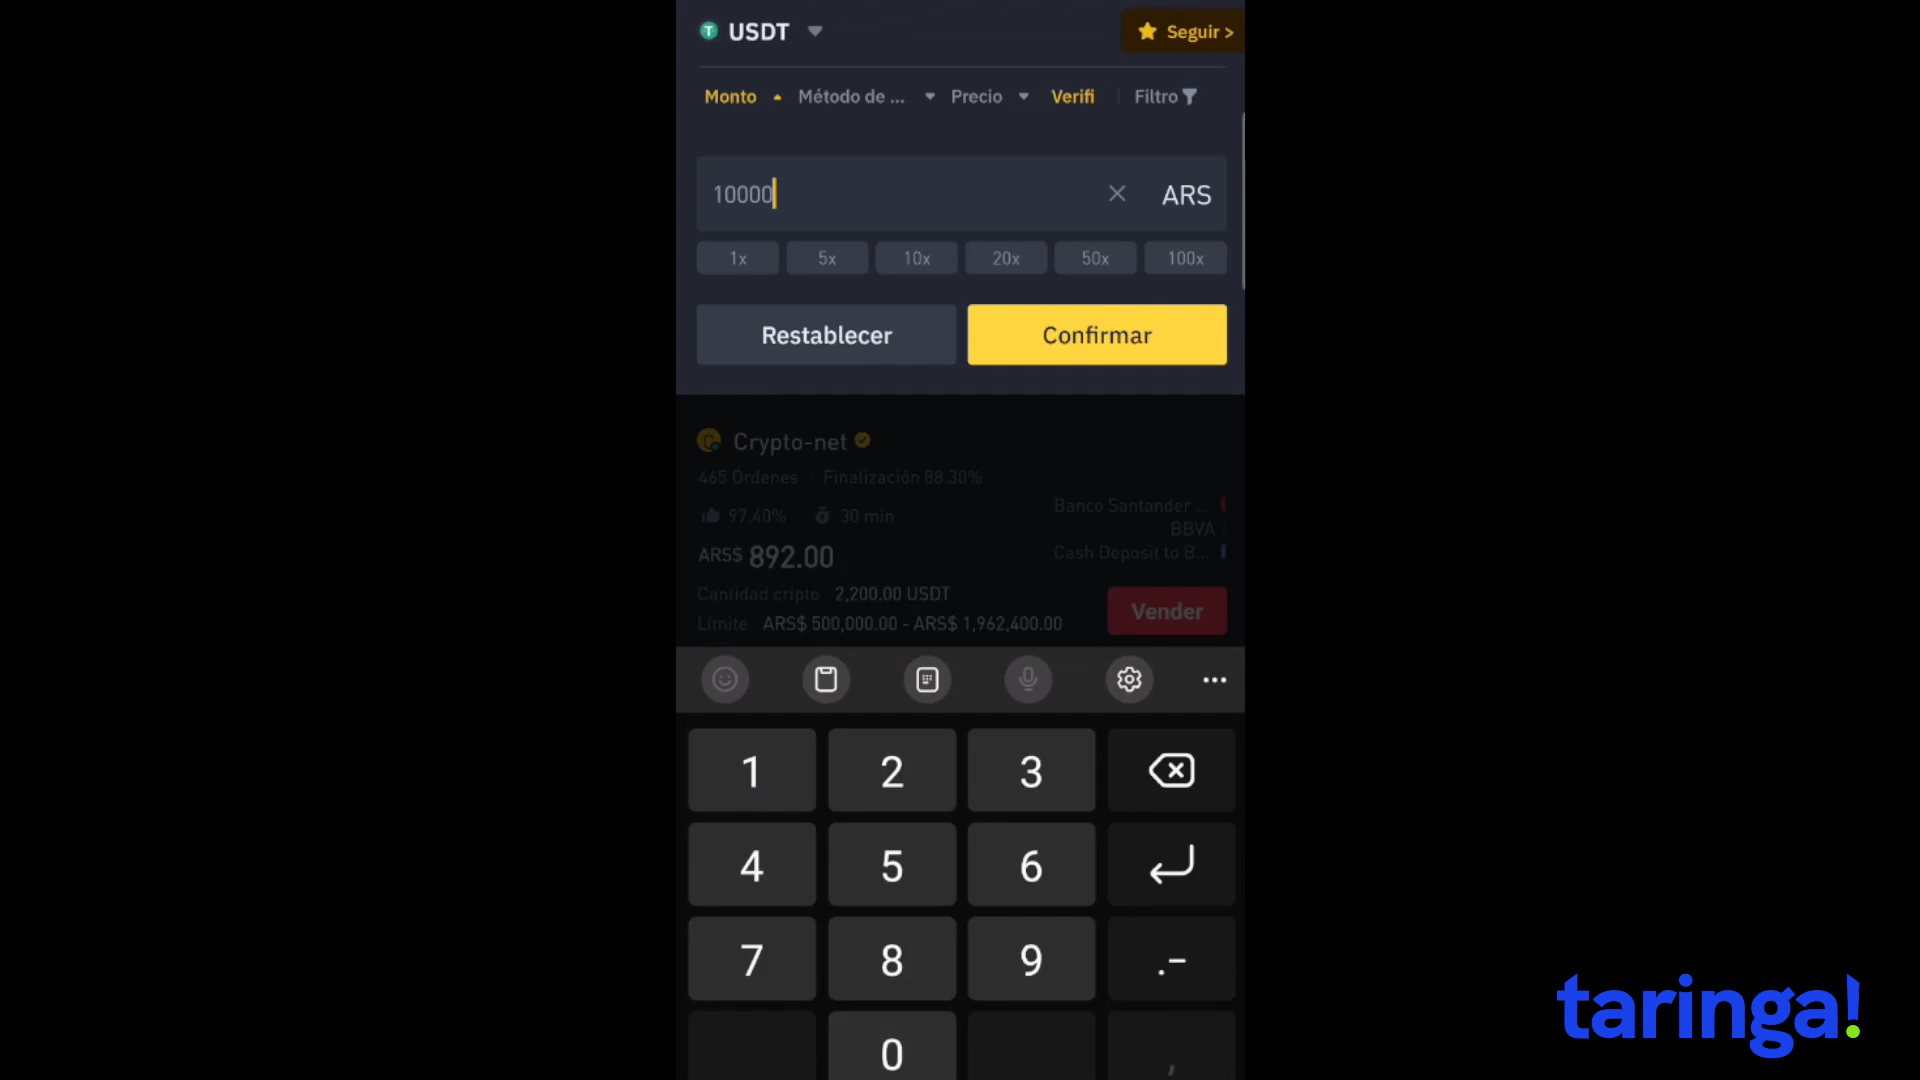 USDT
Seguir >
Monto Método de ... Precio Verifi Filtro
10000 ARS
1x 5x 10x 20x 50x 100x
Restablecer Confirmar
Crypto-net
465 Órdenes Finalización 88.30%
97.40% 30 min
Banco Santander ...
BBVA
Cash Deposit to B...
ARS$ 892.00
Cantidad cripto 2,200.00 USDT
Límite ARS$ 500,000.00 - ARS$ 1,962,400.00
Vender
1 2 3
4 5 6
7 8 9 .-
0 ,
taringa!